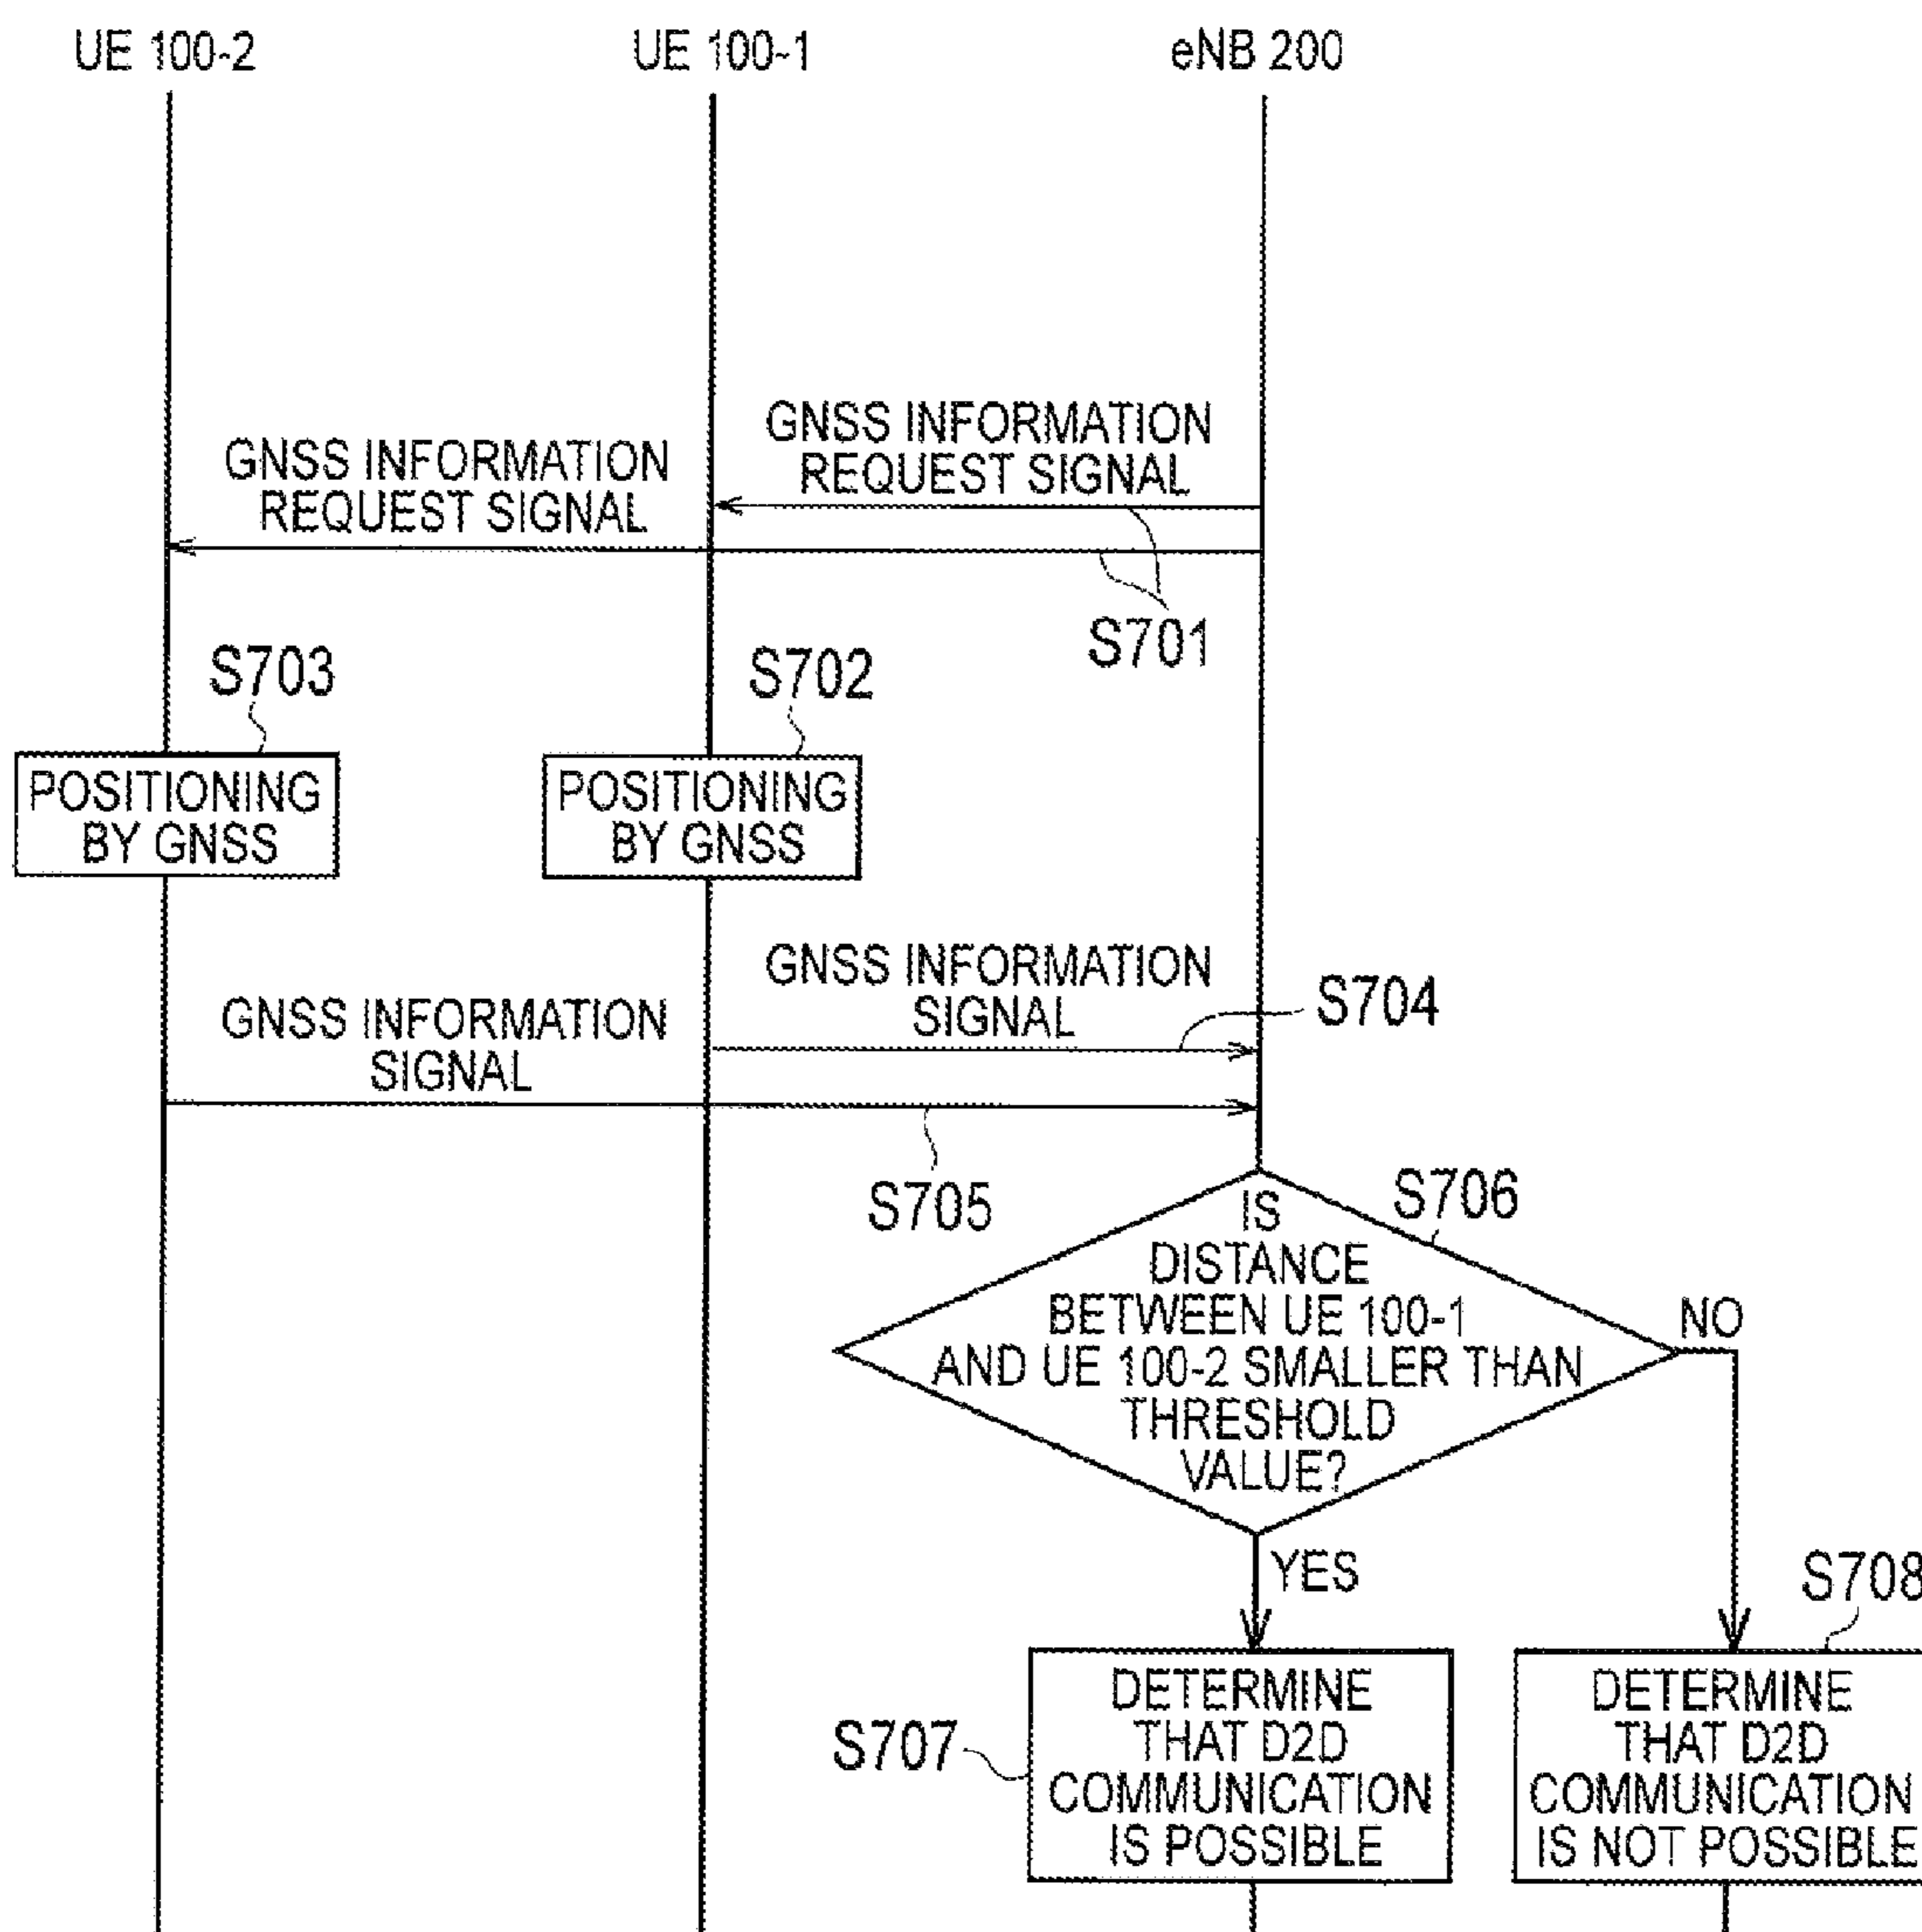 UE 100-2
UE 100-1
eNB 200
GNSS INFORMATION
REQUEST SIGNAL
GNSS INFORMATION
REQUEST SIGNAL
S701
S703
S702
POSITIONING
BY GNSS
POSITIONING
BY GNSS
GNSS INFORMATION
SIGNAL
S704
GNSS INFORMATION
SIGNAL
S705
S706
IS
DISTANCE
BETWEEN UE 100-1
AND UE 100-2 SMALLER THAN
THRESHOLD
VALUE?
NO
YES
S708
S707
DETERMINE
THAT D2D
COMMUNICATION
IS POSSIBLE
DETERMINE
THAT D2D
COMMUNICATION
IS NOT POSSIBLE